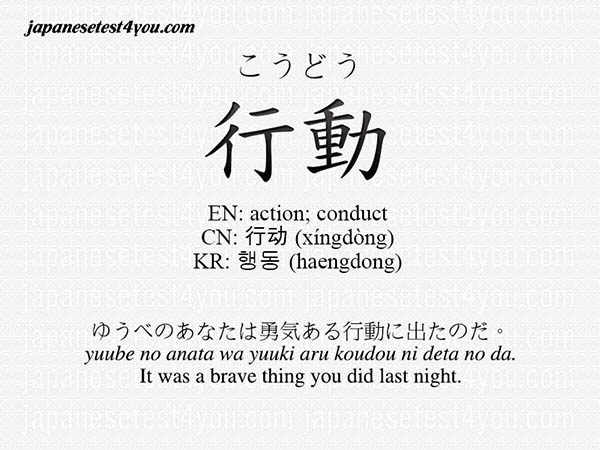 japanesetest4you.com
こうどう
行動
EN: action; conduct
CN: 行动 (xíngdòng)
KR: 행동 (haengdong)
ゆうべのあなたは勇気ある行動に出たのだ。
yuube no anata wa yuuki aru koudou ni deta no da.
It was a brave thing you did last night.